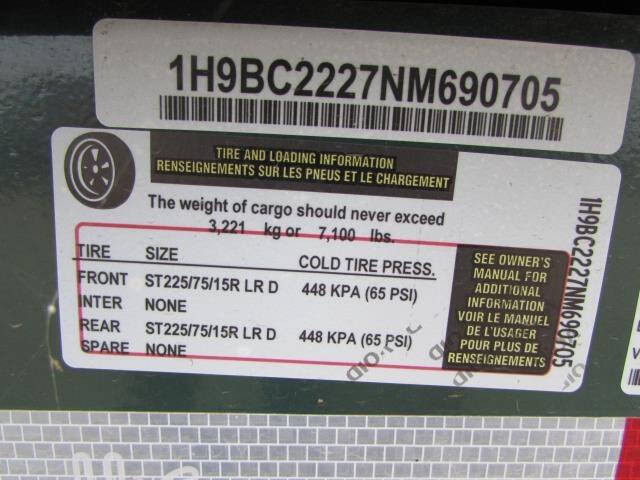 1H9BC2227NM690705
TIRE AND LOADING INFORMATION
RENSEIGNEMENTS SUR LES PNEUS ET LE CHARGEMENT
The weight of cargo should never exceed
3,221 kg or 7,100 lbs.
TIRE SIZE COLD TIRE PRESS.
FRONT ST225/75/15R LR D 448 KPA (65 PSI)
INTER NONE
REAR ST225/75/15R LR D 448 KPA (65 PSI)
SPARE NONE
SEE OWNER'S
MANUAL FOR
ADDITIONAL
INFORMATION
VOIR LE MANUEL
DE L'USAGER
POUR PLUS DE
RENSEIGNEMENTS
1H9BC2227NM690705